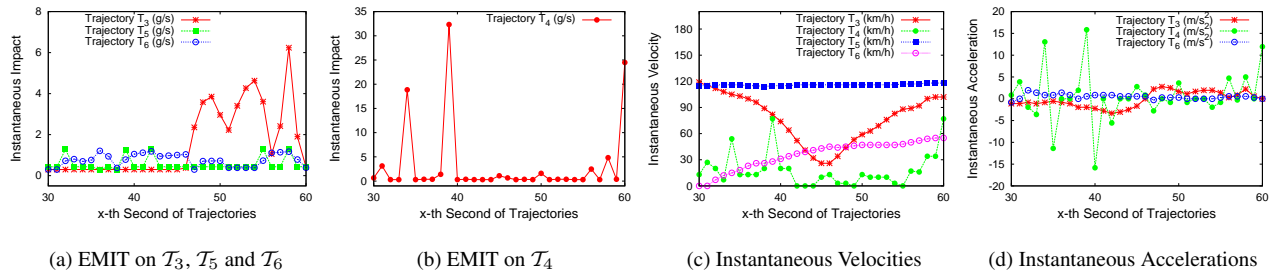 Trajectory T3 (g/s)
Trajectory T5 (g/s)
Trajectory T6 (g/s)
Instantaneous Impact
8
6
4
2
0
30
40
50
60
x-th Second of Trajectories
(a) EMIT on T3, T5 and T6
Trajectory T4 (g/s)
Instantaneous Impact
35
30
25
20
15
10
5
0
30
40
50
60
x-th Second of Trajectories
(b) EMIT on T4
Trajectory T3 (km/h)
Trajectory T4 (km/h)
Trajectory T5 (km/h)
Trajectory T6 (km/h)
Instantaneous Velocity
180
150
120
90
60
30
0
30
40
50
60
x-th Second of Trajectories
(c) Instantaneous Velocities
Trajectory T3 (m/s2)
Trajectory T4 (m/s2)
Trajectory T6 (m/s2)
Instantaneous Acceleration
20
15
10
5
0
-5
-10
-15
-20
30
40
50
60
x-th Second of Trajectories
(d) Instantaneous Accelerations